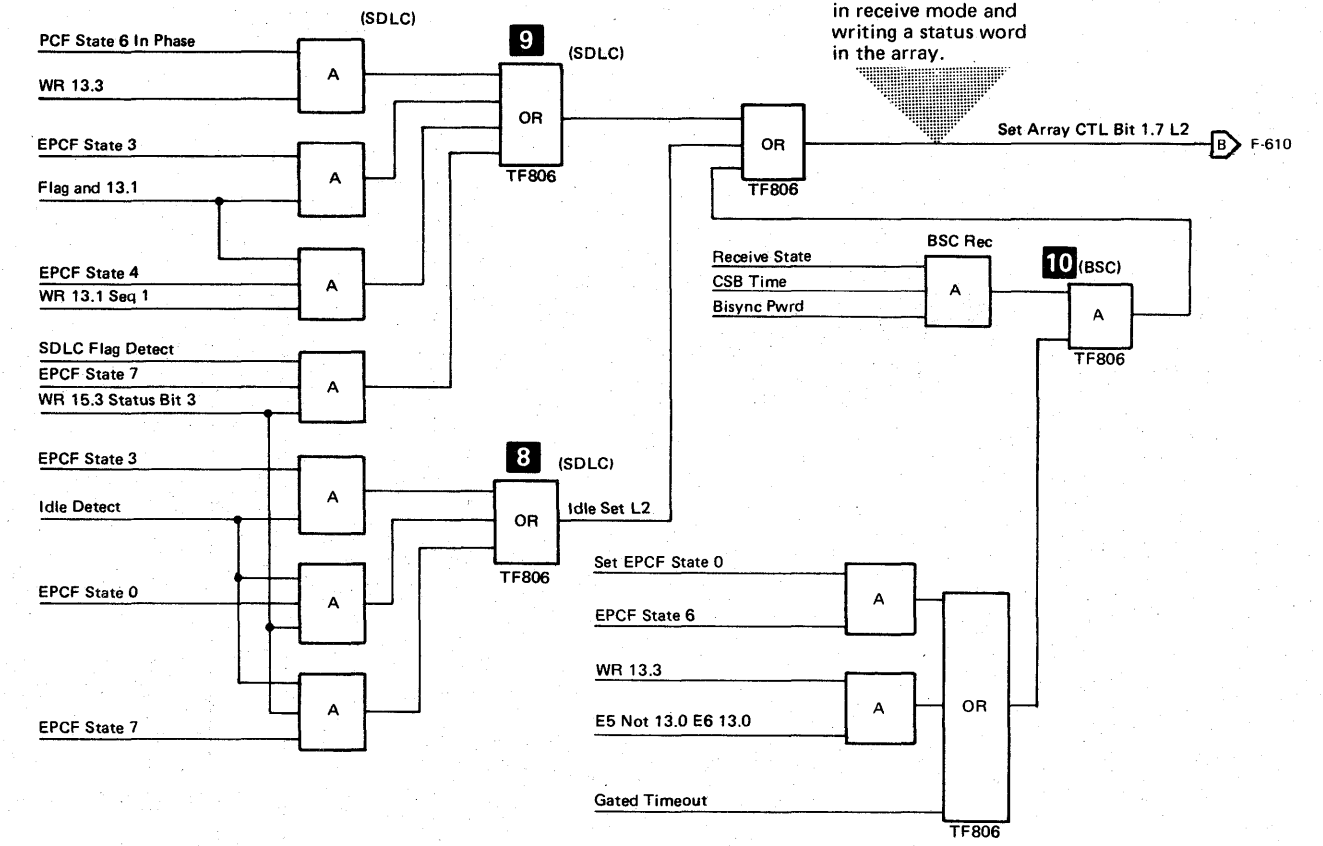 in receive mode and
writing a status word
in the array.
(SDLC)
PCF State 6 In Phase
WR 13.3
A
9
(SDLC)
OR
TF806
EPCF State 3
Flag and 13.1
A
OR
TF806
Set Array CTL Bit 1.7 L2
B
F-610
EPCF State 4
WR 13.1 Seq 1
A
BSC Rec
Receive State
CSB Time
Bisync Pwrd
A
10
(BSC)
A
TF806
SDLC Flag Detect
EPCF State 7
WR 15.3 Status Bit 3
A
EPCF State 3
Idle Detect
A
8
(SDLC)
OR
Idle Set L2
TF806
EPCF State 0
A
EPCF State 7
A
Set EPCF State 0
EPCF State 6
A
WR 13.3
E5 Not 13.0 E6 13.0
A
OR
Gated Timeout
TF806